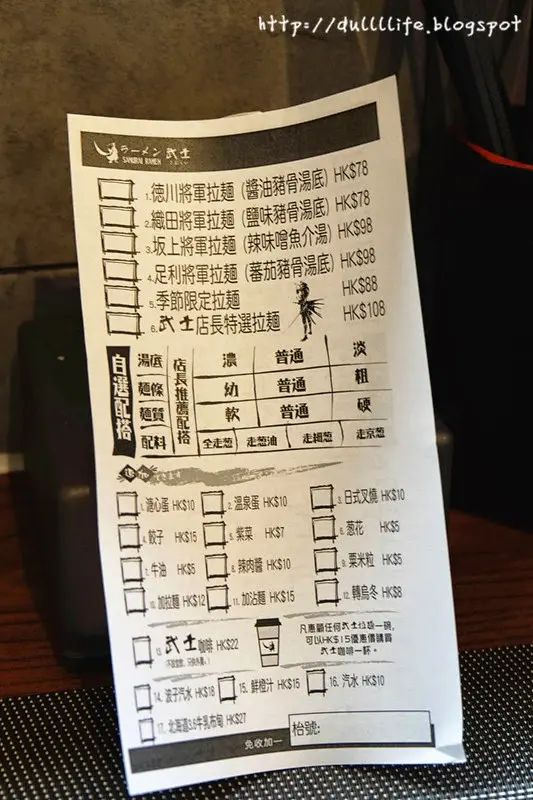 http://dullllife.blogspot
ラーメン 武士
SAMURAI RAMEN
1.徳川將軍拉麵 (醬油豬骨湯底) HK$78
2.織田將軍拉麵 (鹽味豬骨湯底) HK$78
3.坂上將軍拉麵 (辣味噌魚介湯) HK$98
4.足利將軍拉麵 (番茄豬骨湯底) HK$98
5.季節限定拉麵 HK$88
6.武士店長特選拉麵 HK$108
自選配搭
店長推薦配搭
湯底 濃 普通 淡
麵條 幼 普通 粗
麵質 軟 普通 硬
配料 全走葱 走葱油 走細葱 走京葱
追加
1. 溏心蛋 HK$10 2. 溫泉蛋 HK$10 3. 日式叉燒 HK$10
4. 餃子 HK$15 5. 紫菜 HK$7 6. 葱花 HK$5
7. 牛油 HK$5 8. 辣肉醬 HK$10 9. 粟米粒 HK$5
10. 加拉麵 HK$12 11. 加沾麵 HK$15 12. 轉烏冬 HK$8
13. 武士咖啡 HK$22
凡惠顧任何武士拉麵一碗,
可以HK$15優惠價購買
武士咖啡一杯。
14. 波子汽水 HK$18 15. 鮮橙汁 HK$15 16. 汽水 HK$10
17. 北海道3.6牛乳布甸 HK$27
免收加一
枱號: